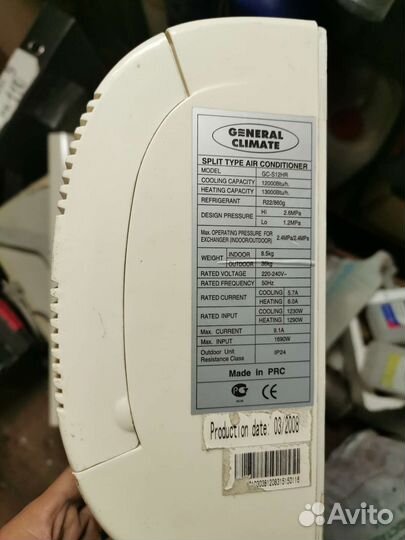 GENERAL
CLIMATE
SPLIT TYPE AIR CONDITIONER
MODEL GC-S12HR
COOLING CAPACITY 12000Btu/h.
HEATING CAPACITY 13600Btu/h.
REFRIGERANT R22/860g
DESIGN PRESSURE Hi 2.6MPa
Lo 1.2MPa
Max. OPERATING PRESSURE FOR
EXCHANGER (INDOOR/OUTDOOR) 2.4MPa/2.4MPa
WEIGHT INDOOR 8.5kg
OUTDOOR 36kg
RATED VOLTAGE 220-240V~
RATED FREQUENCY 50Hz
RATED CURRENT COOLING 5.7A
HEATING 6.0A
RATED INPUT COOLING 1230W
HEATING 1290W
Max. CURRENT 9.1A
Max. INPUT 1690W
Outdoor Unit
Resistance Class IP24
Made in PRC
Production date: 03/2008
Avito